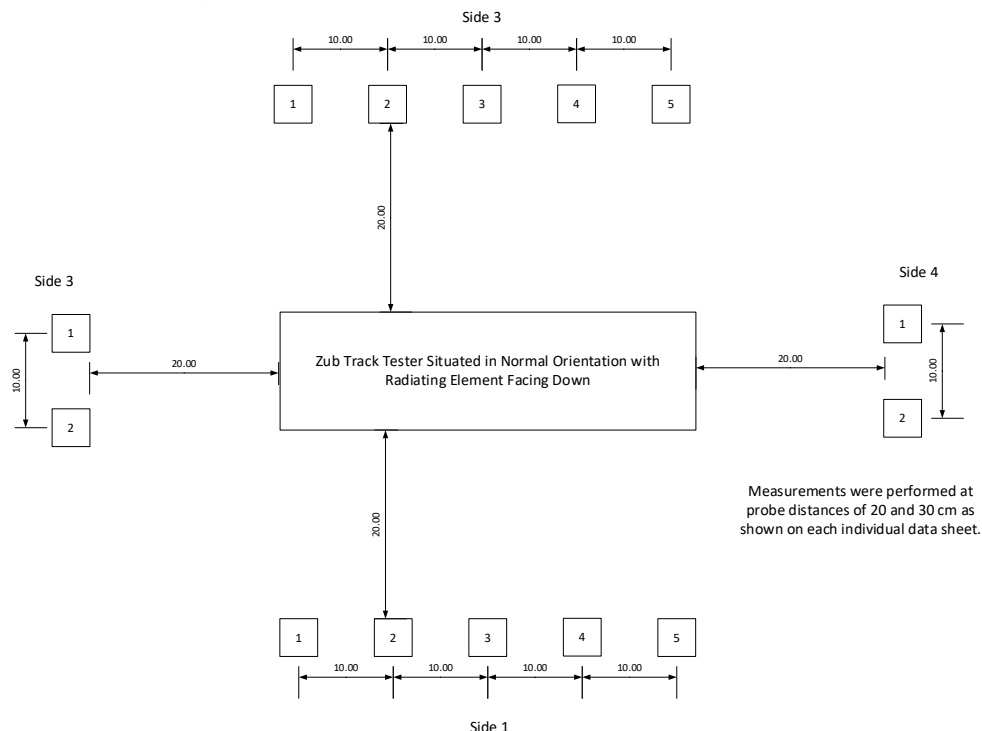 Side 3
10.00 10.00 10.00 10.00
1 2 3 4 5
20.00
Side 3
Side 4
1
1
10.00
20.00
Zub Track Tester Situated in Normal Orientation with
Radiating Element Facing Down
20.00
10.00
2
2
Measurements were performed at
probe distances of 20 and 30 cm as
shown on each individual data sheet.
20.00
1 2 3 4 5
10.00 10.00 10.00 10.00
Side 1